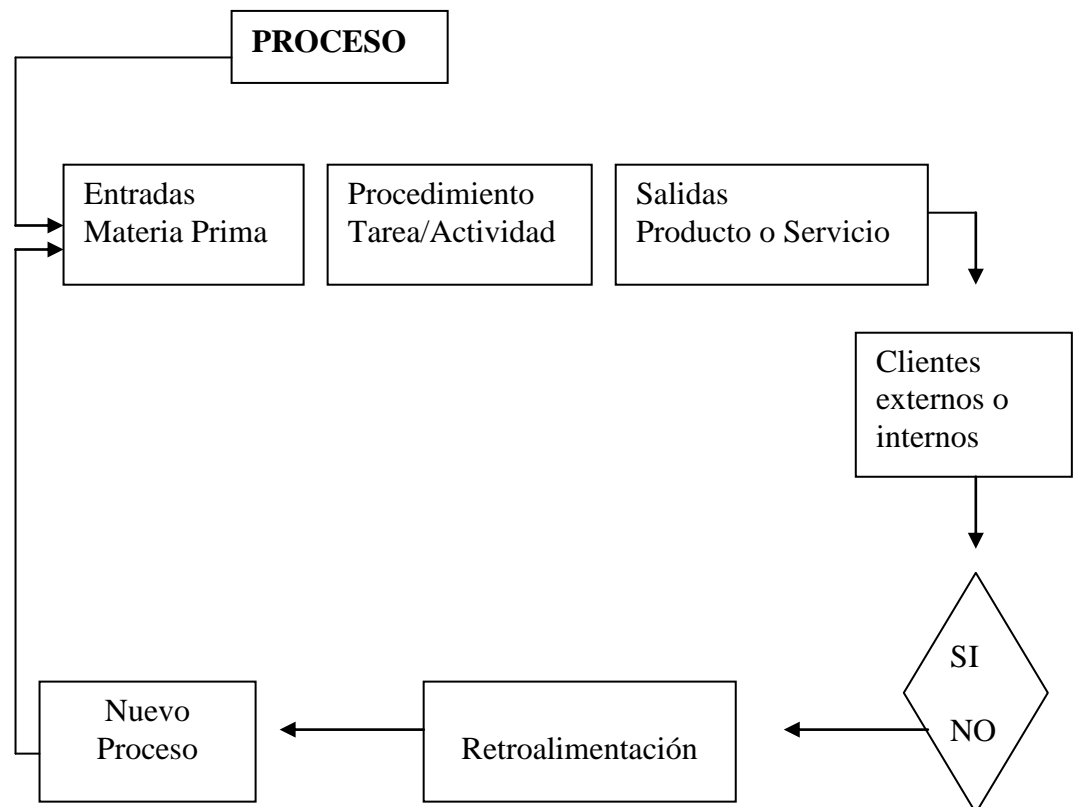 PROCESO
Entradas
Materia Prima
Procedimiento
Tarea/Actividad
Salidas
Producto o Servicio
Clientes
externos o
internos
SI
NO
Retroalimentación
Nuevo
Proceso